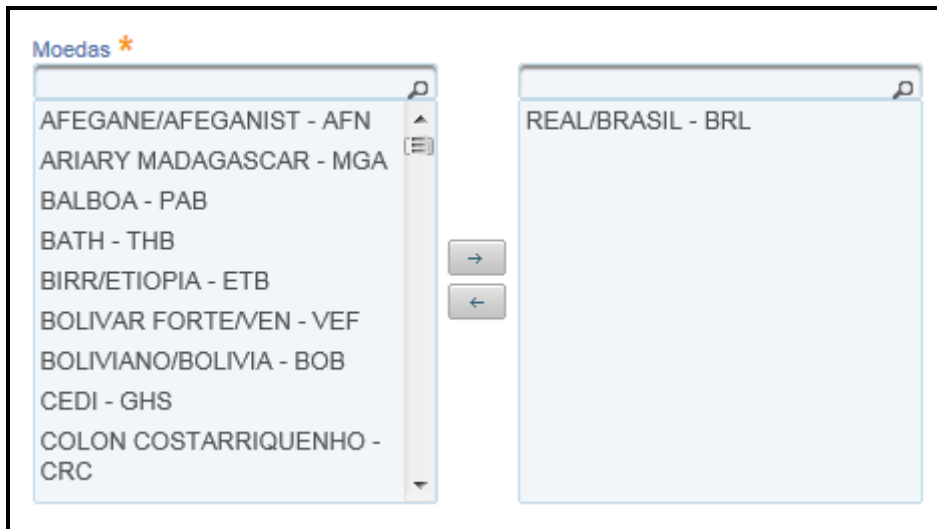 Moedas *
AFEGANE/AFEGANIST - AFN
ARIARY MADAGASCAR - MGA
BALBOA - PAB
BATH - THB
BIRR/ETIOPIA - ETB
BOLIVAR FORTE/VEN - VEF
BOLIVIANO/BOLIVIA - BOB
CEDI - GHS
COLON COSTARRIQUENHO -
CRC
REAL/BRASIL - BRL